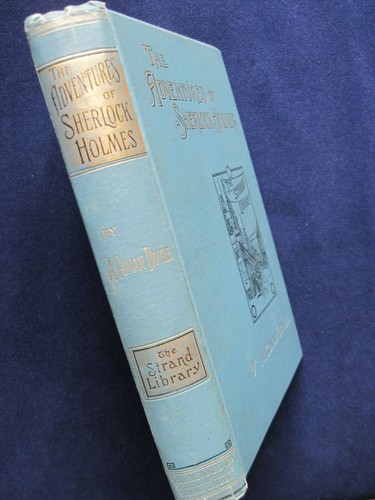 THE
ADVENTURES
OF
SHERLOCK
HOLMES
BY
A. CONAN DOYLE
The
Strand
Library
THE
ADVENTURES OF
SHERLOCK HOLMES